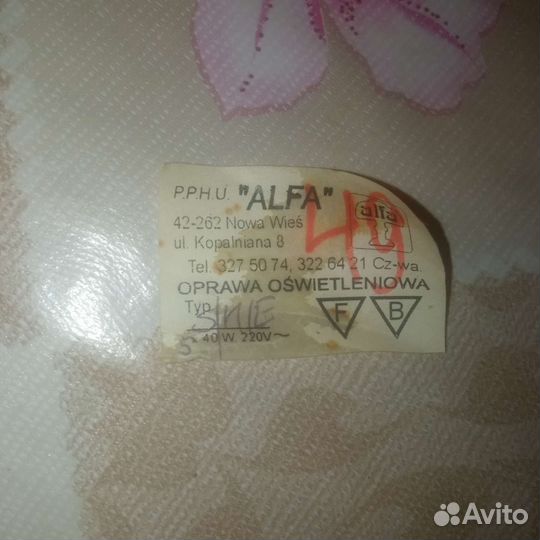 P.P.H.U. "ALFA"
42-262 Nowa Wieś
ul. Kopalniana 8
alfa
49
Tel. 327 50 74, 322 64 21 Cz-wa.
OPRAWA OŚWIETLENIOWA
Typ
F B
5 x 40 W. 220V~
Avito